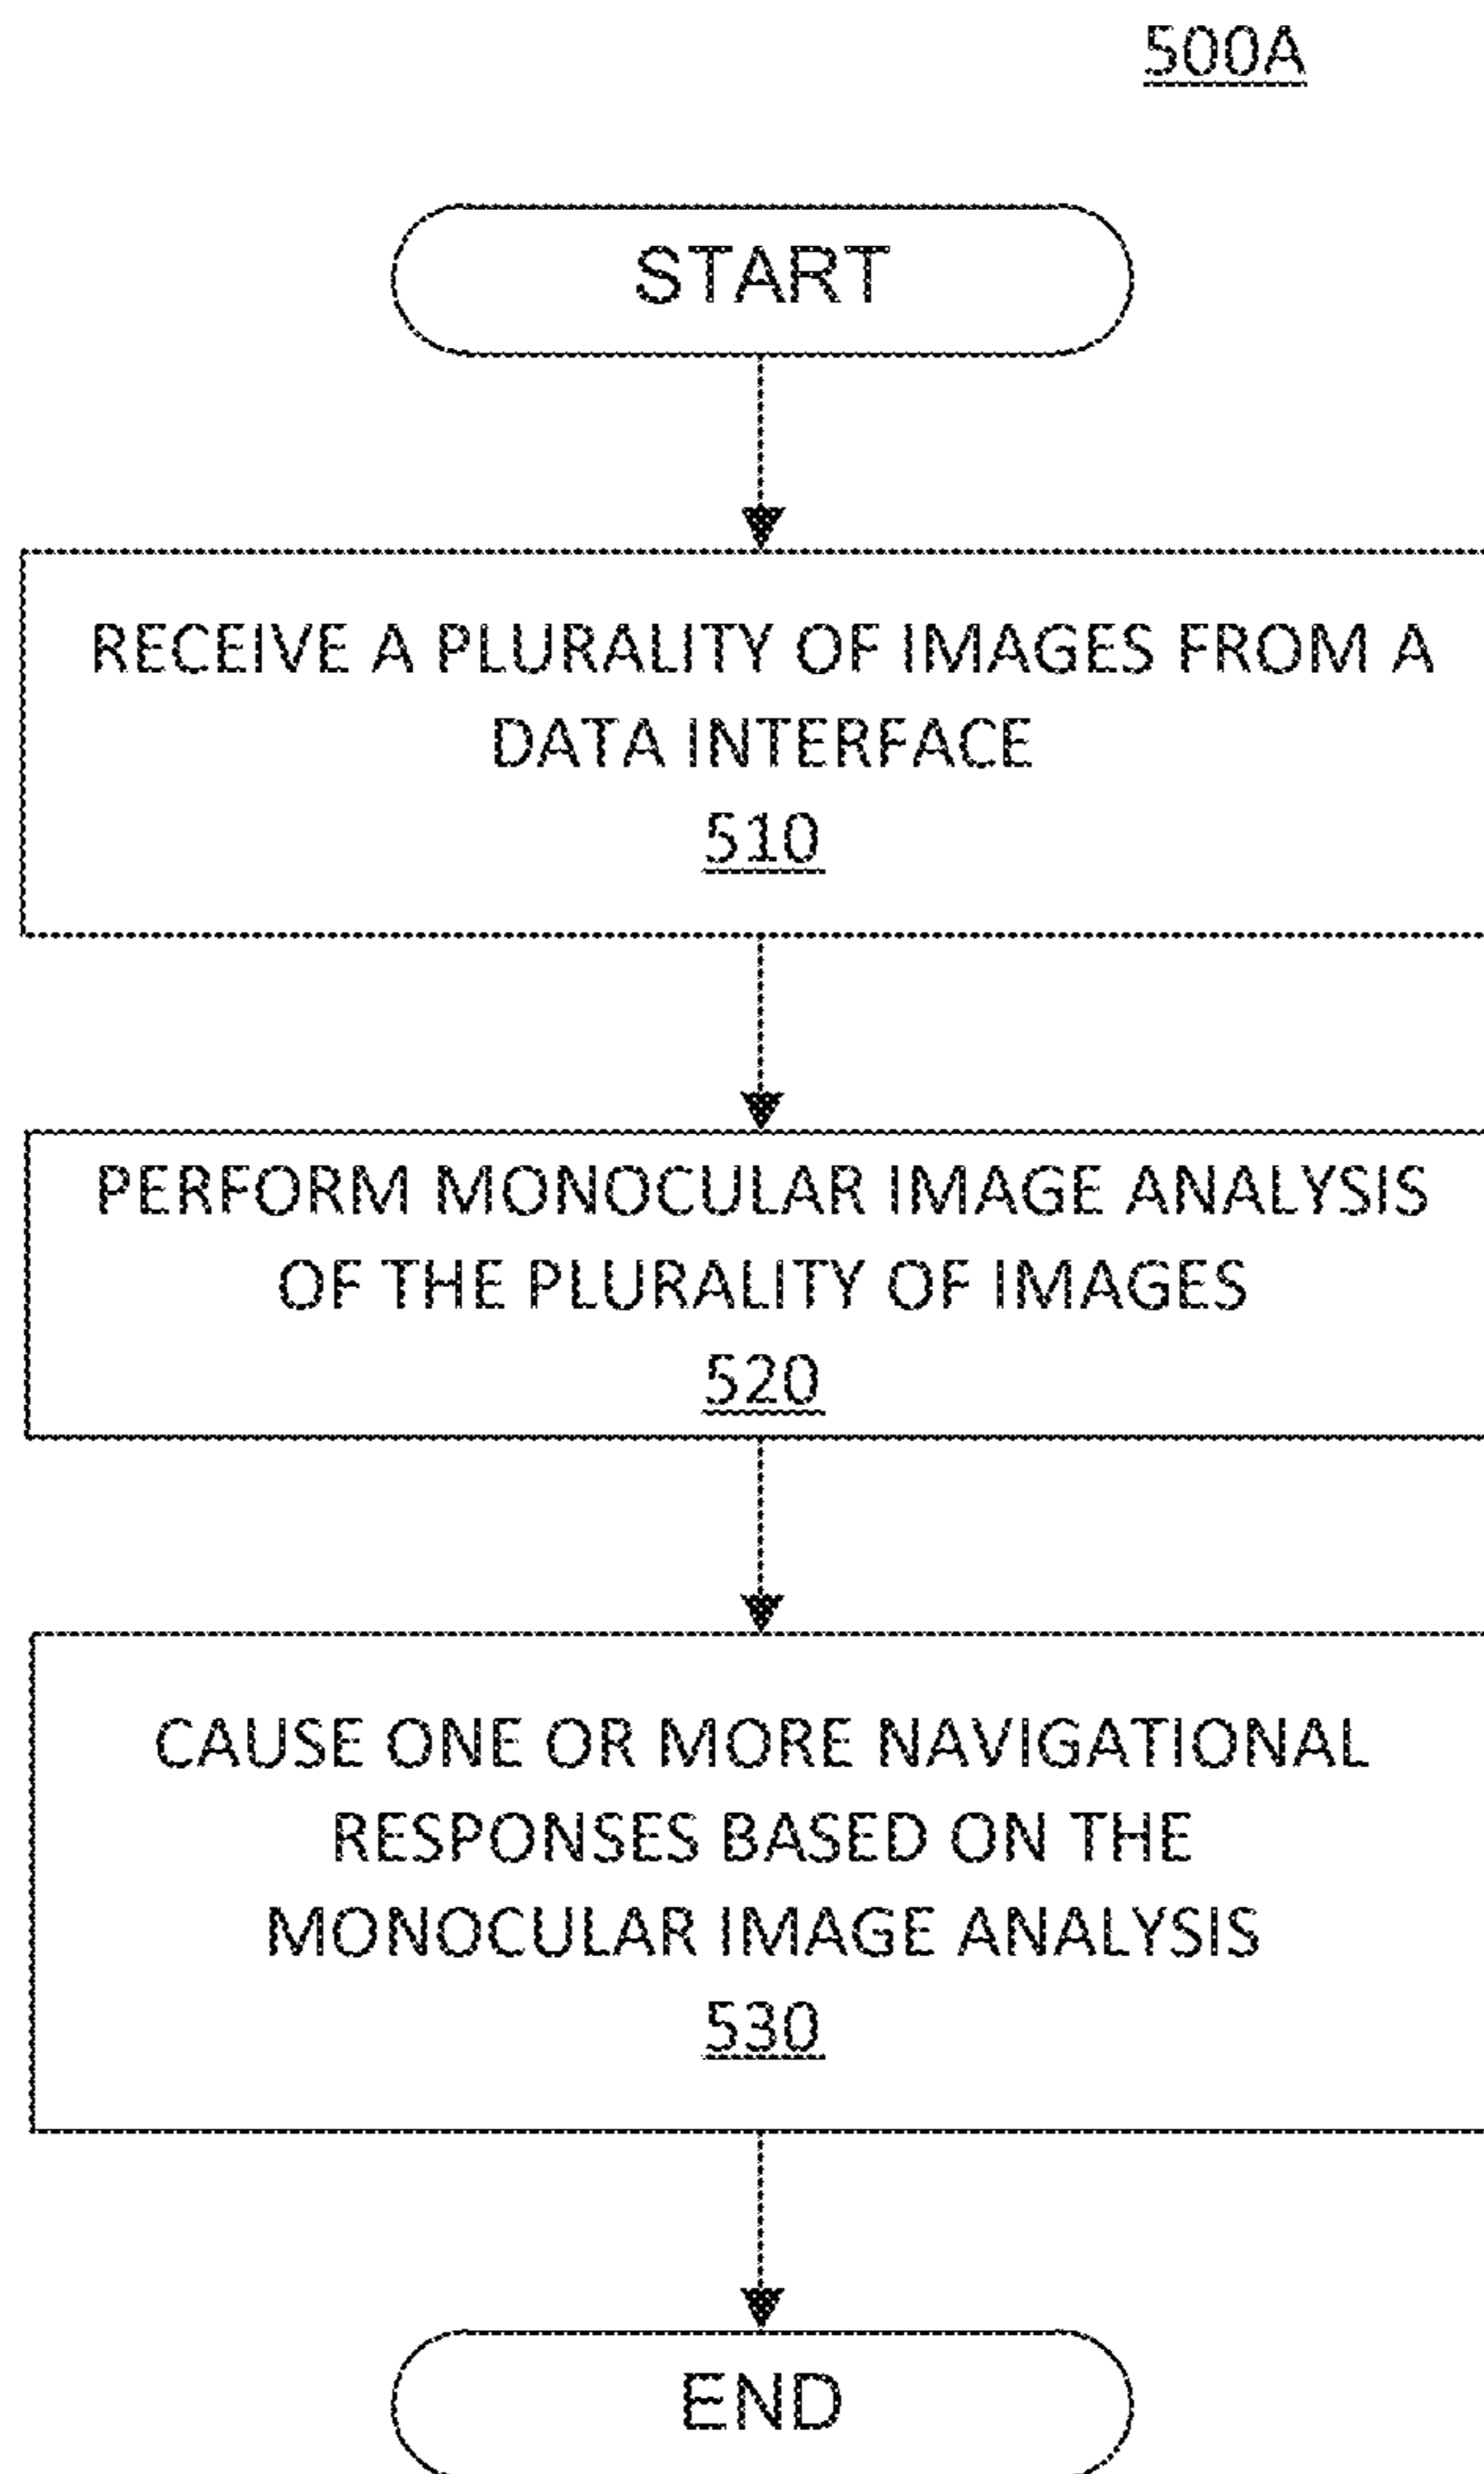 500A
START
RECEIVE A PLURALITY OF IMAGES FROM A
DATA INTERFACE
510
PERFORM MONOCULAR IMAGE ANALYSIS
OF THE PLURALITY OF IMAGES
520
CAUSE ONE OR MORE NAVIGATIONAL
RESPONSES BASED ON THE
MONOCULAR IMAGE ANALYSIS
530
END